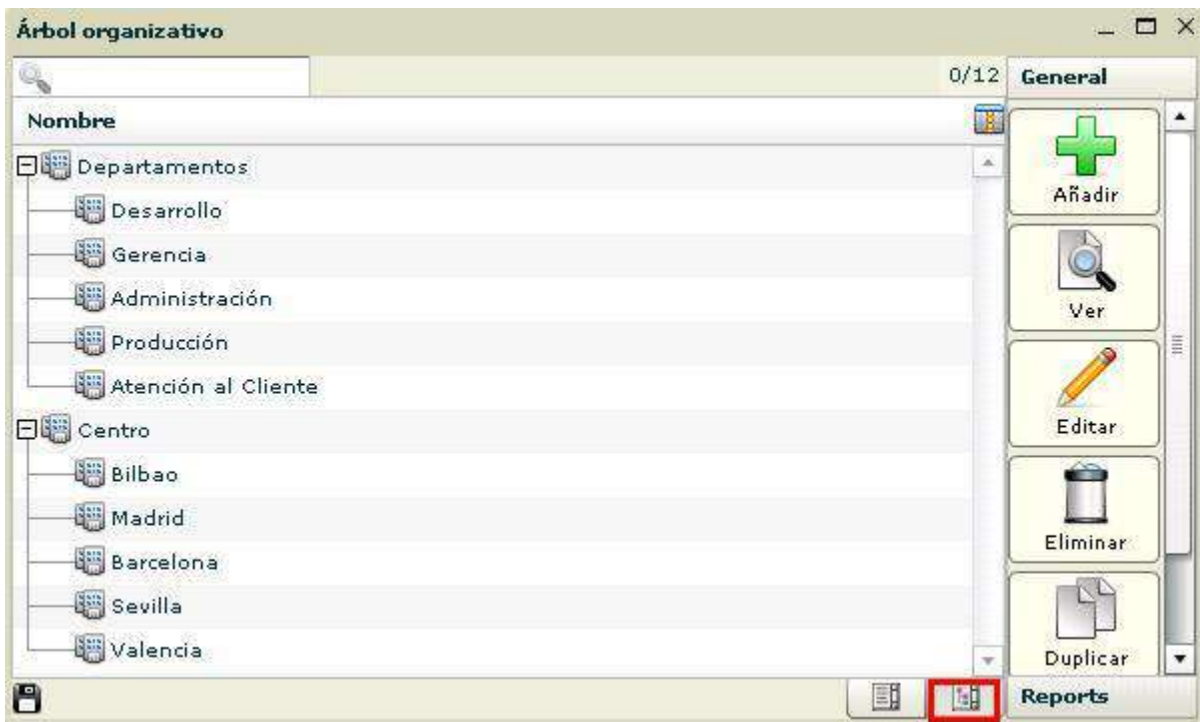 Árbol organizativo
0/12
General
Nombre
Departamentos
Desarrollo
Gerencia
Administración
Producción
Atención al Cliente
Centro
Bilbao
Madrid
Barcelona
Sevilla
Valencia
Añadir
Ver
Editar
Eliminar
Duplicar
Reports